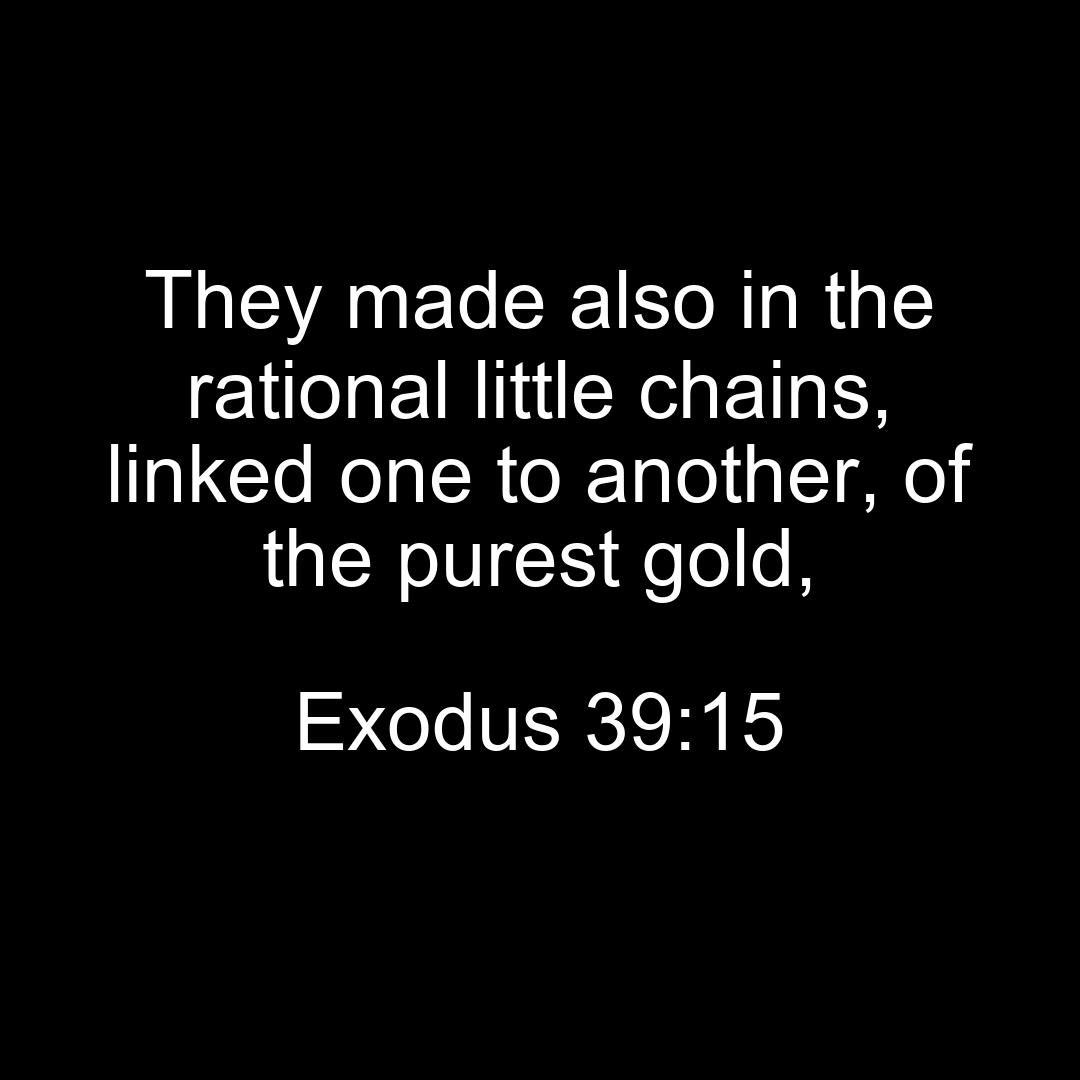 They made also in the
rational little chains,
linked one to another, of
the purest gold,
Exodus 39:15